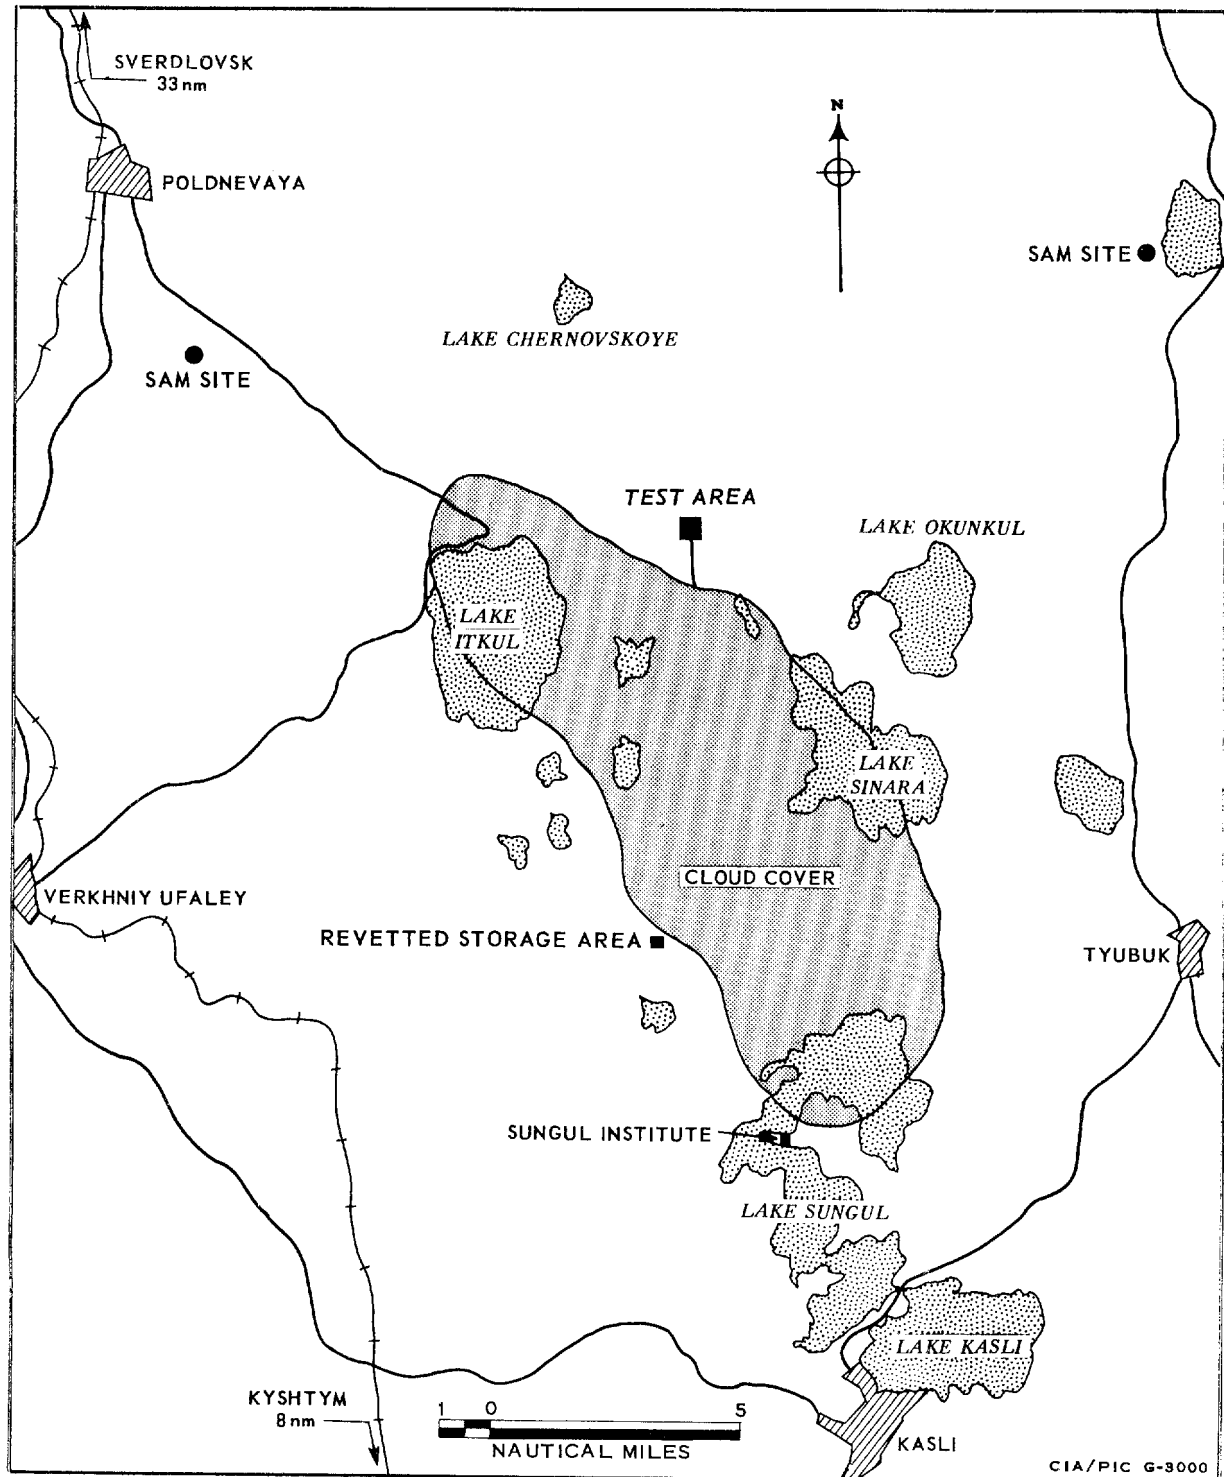 SVERDLOVSK
33 nm
N
POLDNEVAYA
SAM SITE
LAKE CHERNOVSKOYE
SAM SITE
TEST AREA
LAKE OKUNKUL
LAKE
ITKUL
LAKE
SINARA
CLOUD COVER
VERKHNIY UFALEY
REVETTED STORAGE AREA
TYUBUK
SUNGUL INSTITUTE
LAKE SUNGUL
LAKE KASLI
KYSHTYM
8 nm
1 0 5
NAUTICAL MILES
KASLI
CIA/PIC G-3000